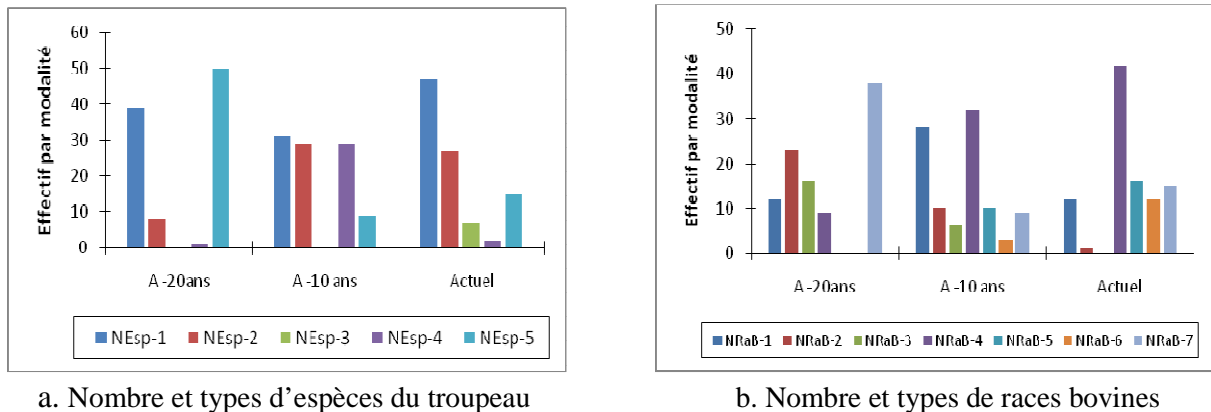 60
50
40
30
20
10
0
Effectif par modalité
A -20ans
A -10 ans
Actuel
NEsp-1 NEsp-2 NEsp-3 NEsp-4 NEsp-5
a. Nombre et types d’espèces du troupeau
50
40
30
20
10
0
Effectif par modalité
A -20ans
A -10 ans
Actuel
NRaB-1 NRaB-2 NRaB-3 NRaB-4 NRaB-5 NRaB-6 NRaB-7
b. Nombre et types de races bovines